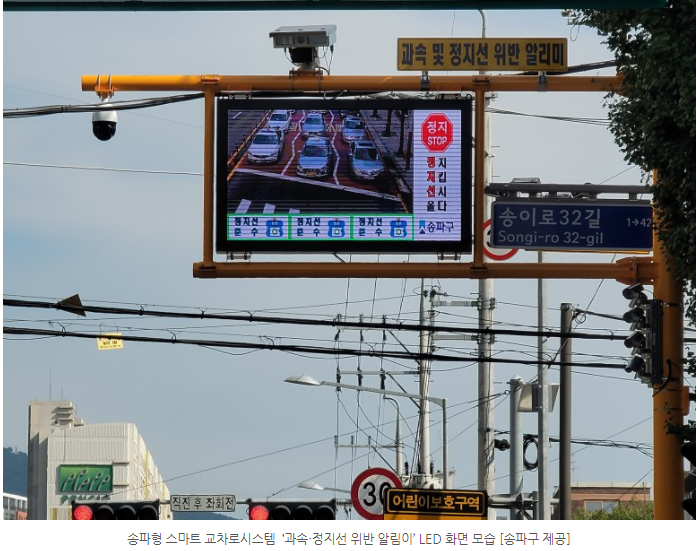 과속 및 정지선 위반 알리미
정지
STOP
정지선을
지킵시다
정지선
준수
정지선
준수
정지선
준수
송파구
송이로32길
1→42
Songi-ro 32-gil
직진 후 좌회전
30
어린이보호구역
송파형 스마트 교차로시스템 ‘과속·정지선 위반 알림이’ LED 화면 모습 [송파구 제공]